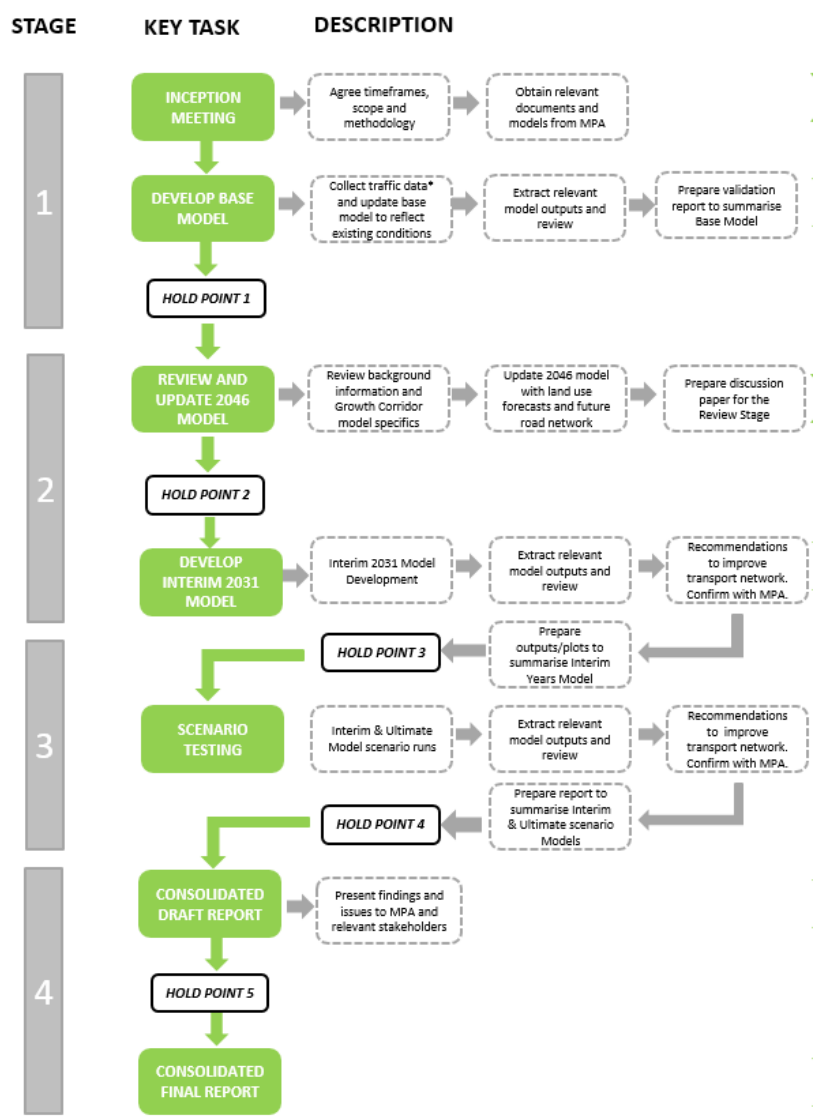 STAGE
KEY TASK
DESCRIPTION
1
INCEPTION
MEETING
Agree timeframes,
scope and
methodology
Obtain relevant
documents and
models from MPA
DEVELOP BASE
MODEL
Collect traffic data*
and update base
model to reflect
existing conditions
Extract relevant
model outputs and
review
Prepare validation
report to summarise
Base Model
HOLD POINT 1
2
REVIEW AND
UPDATE 2046
MODEL
Review background
information and
Growth Corridor
model specifics
Update 2046 model
with land use
forecasts and future
road network
Prepare discussion
paper for the
Review Stage
HOLD POINT 2
DEVELOP
INTERIM 2031
MODEL
Interim 2031 Model
Development
Extract relevant
model outputs and
review
Recommendations
to improve
transport network.
Confirm with MPA.
3
HOLD POINT 3
Prepare
outputs/plots to
summarise Interim
Years Model
SCENARIO
TESTING
Interim & Ultimate
Model scenario runs
Extract relevant
model outputs and
review
Recommendations
to improve
transport network.
Confirm with MPA.
HOLD POINT 4
Prepare report to
summarise Interim
& Ultimate scenario
Models
4
CONSOLIDATED
DRAFT REPORT
Present findings and
issues to MPA and
relevant stakeholders
HOLD POINT 5
CONSOLIDATED
FINAL REPORT